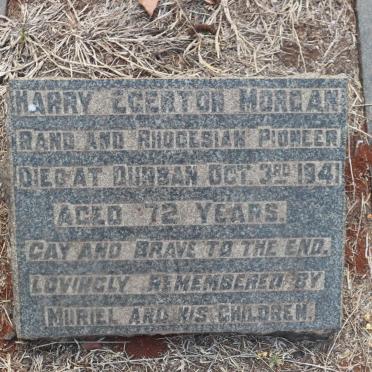 HARRY EGERTON MORGAN
RAND AND RHODESIAN PIONEER
DIED AT DURBAN OCT. 3RD 1941
AGED 72 YEARS.
GAY AND BRAVE TO THE END.
LOVINGLY REMEMBERED BY
MURIEL AND HIS CHILDREN.